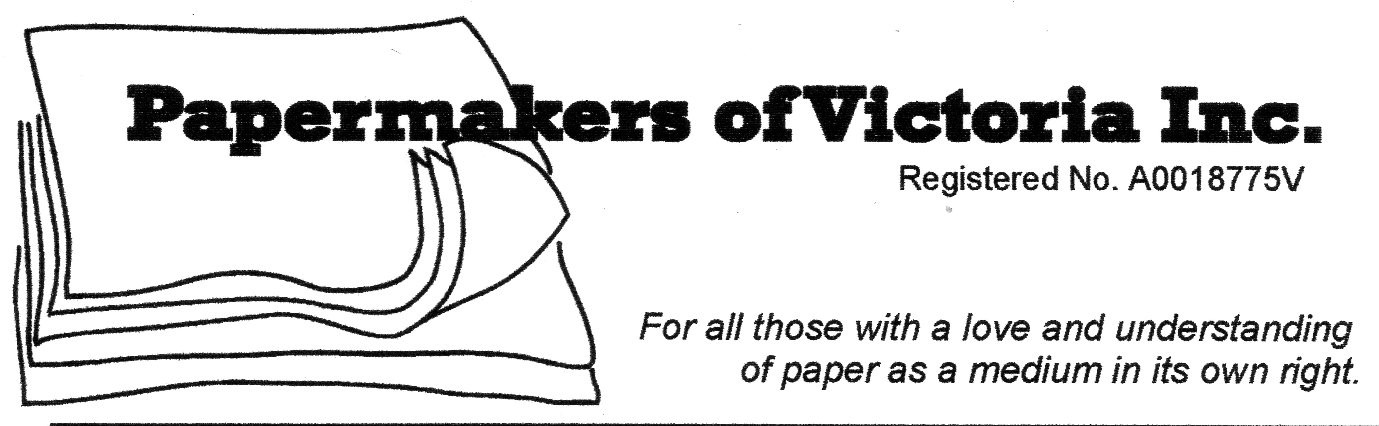 Papermakers of Victoria Inc.
Registered No. A0018775V
For all those with a love and understanding
of paper as a medium in its own right.